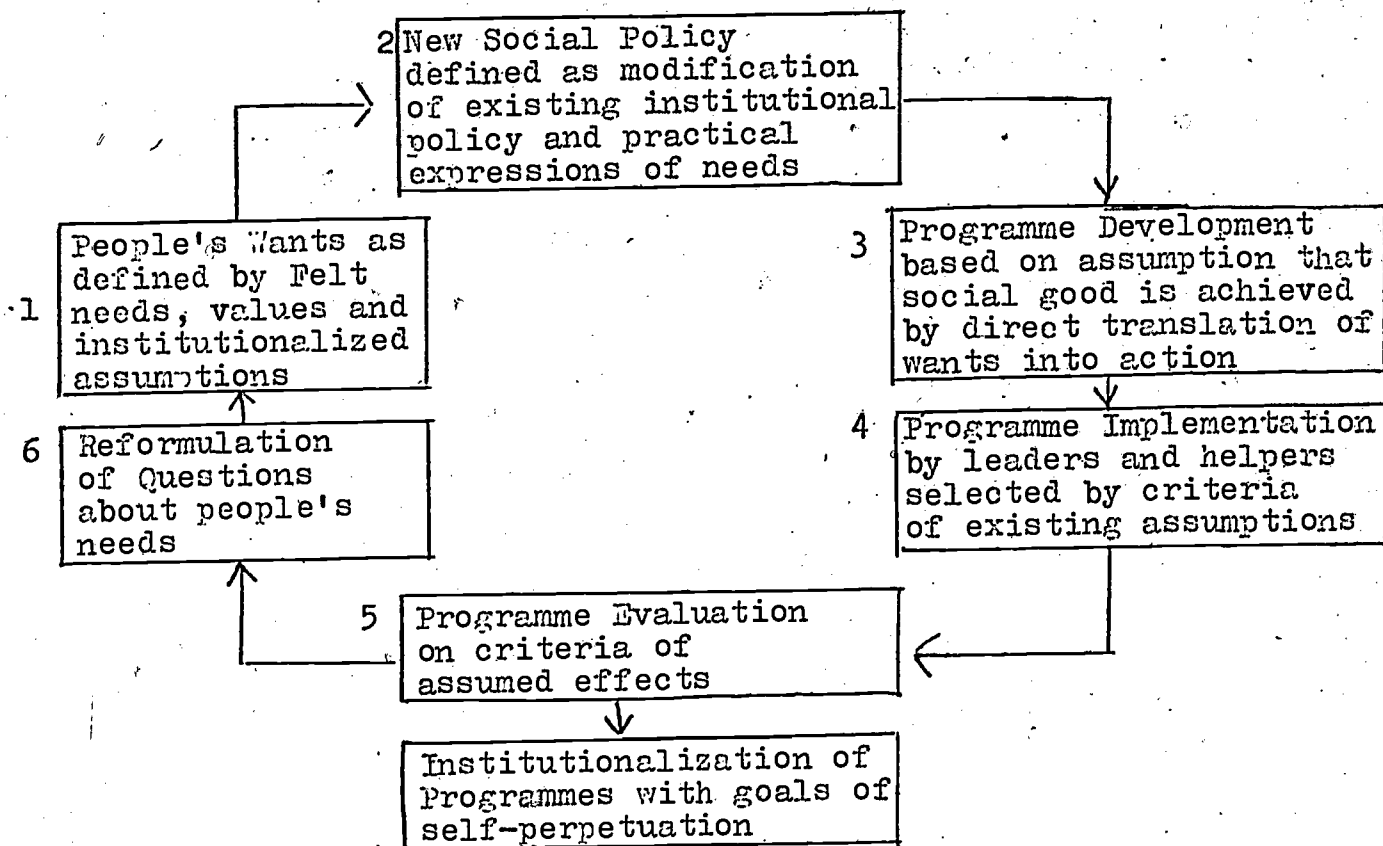 2
New Social Policy
defined as modification
of existing institutional
policy and practical
expressions of needs
1
People's Wants as
defined by Felt
needs, values and
institutionalized
assumptions
3
Programme Development
based on assumption that
social good is achieved
by direct translation of
wants into action
4
Programme Implementation
by leaders and helpers
selected by criteria
of existing assumptions
5
Programme Evaluation
on criteria of
assumed effects
6
Reformulation
of Questions
about people's
needs
Institutionalization of
Programmes with goals of
self-perpetuation